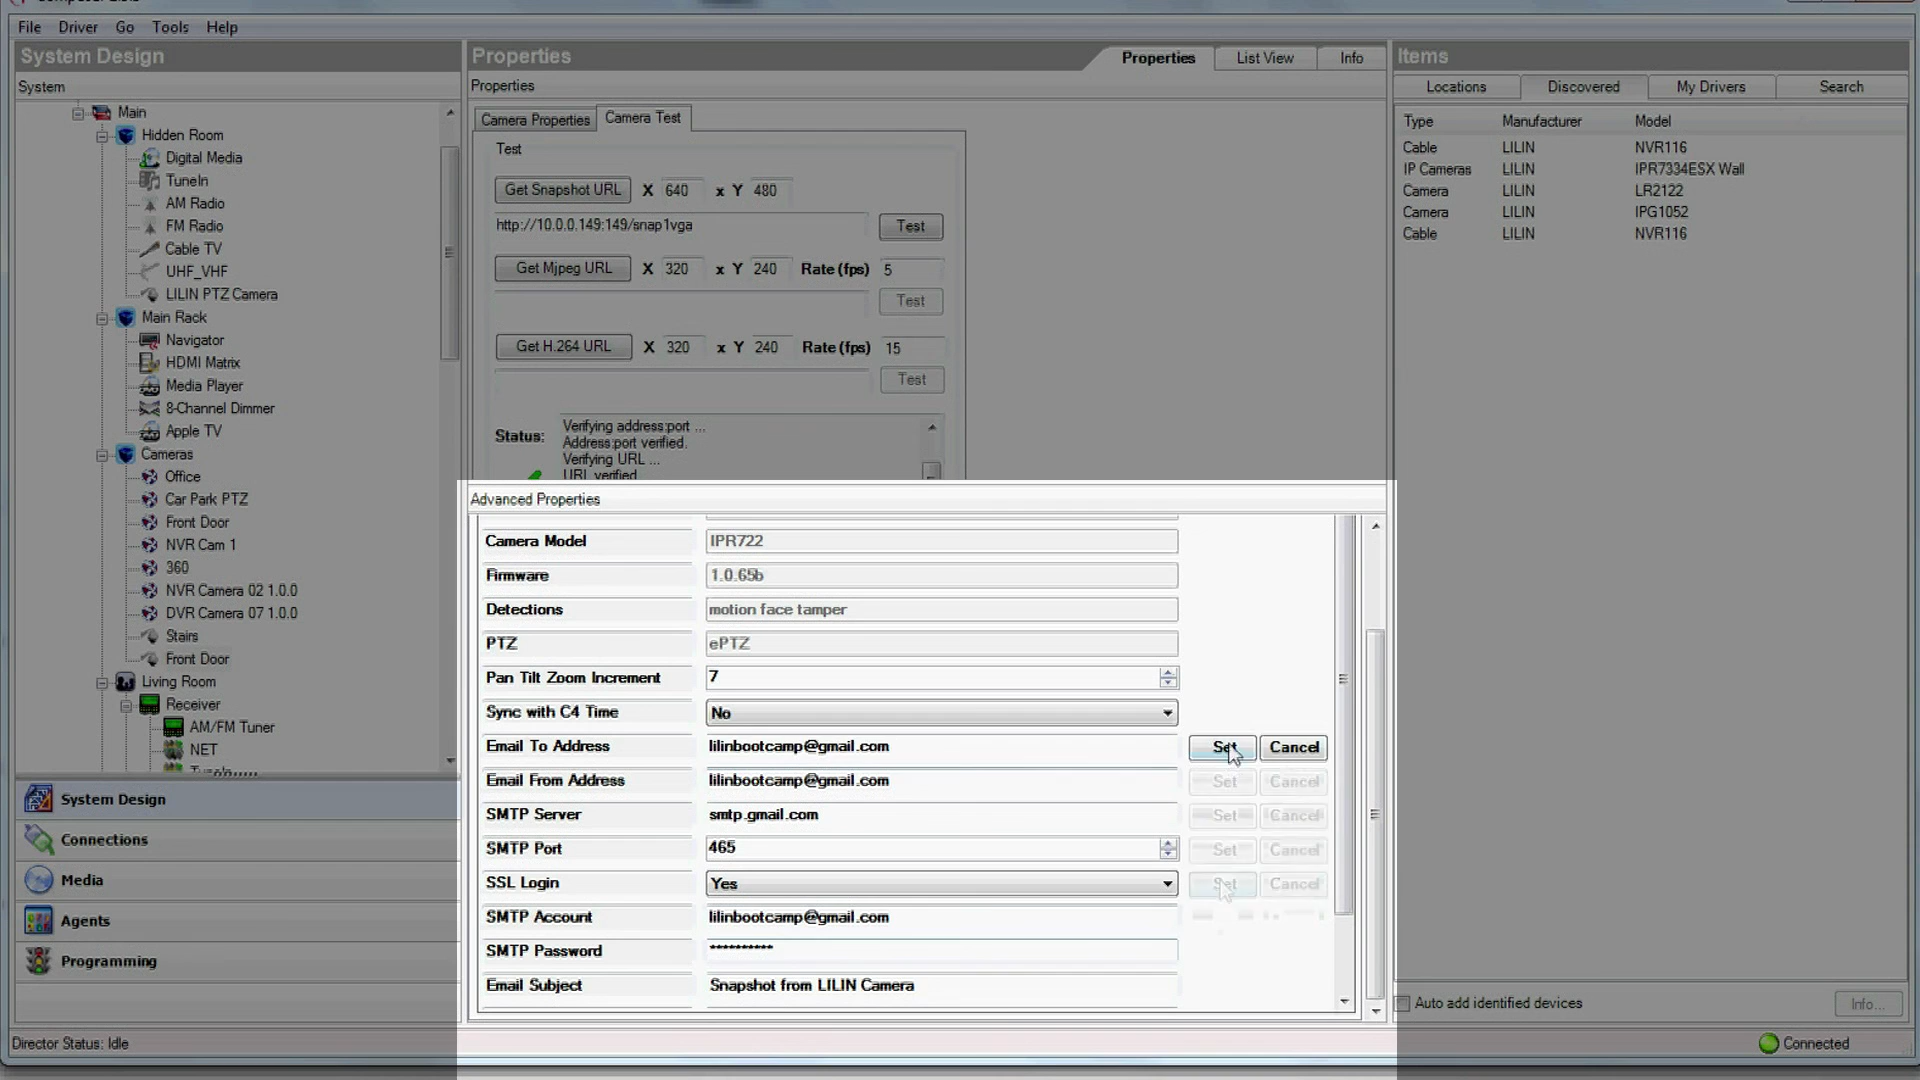 File Driver Go Tools Help
System Design
System
Main
Hidden Room
Digital Media
TuneIn
AM Radio
FM Radio
Cable TV
UHF_VHF
LILIN PTZ Camera
Main Rack
Navigator
HDMI Matrix
Media Player
8-Channel Dimmer
Apple TV
Cameras
Office
Car Park PTZ
Front Door
NVR Cam 1
360
NVR Camera 02 1.0.0
DVR Camera 07 1.0.0
Stairs
Front Door
Living Room
Receiver
AM/FM Tuner
NET
System Design
Connections
Media
Agents
Programming
Director Status: Idle
Properties
Properties List View Info
Properties
Camera Properties Camera Test
Test
Get Snapshot URL X 640 x Y 480
http://10.0.0.149:149/snap1vga Test
Get Mjpeg URL X 320 x Y 240 Rate (fps) 5
Test
Get H.264 URL X 320 x Y 240 Rate (fps) 15
Test
Status:
Verifying address:port ...
Address:port verified.
Verifying URL ...
URL verified
Advanced Properties
Camera Model IPR722
Firmware 1.0.65b
Detections motion face tamper
PTZ ePTZ
Pan Tilt Zoom Increment 7
Sync with C4 Time No
Email To Address lilinbootcamp@gmail.com Set Cancel
Email From Address lilinbootcamp@gmail.com Set Cancel
SMTP Server smtp.gmail.com Set Cancel
SMTP Port 465 Set Cancel
SSL Login Yes Set Cancel
SMTP Account lilinbootcamp@gmail.com
SMTP Password **********
Email Subject Snapshot from LILIN Camera
Items
Locations Discovered My Drivers Search
Type Manufacturer Model
Cable LILIN NVR116
IP Cameras LILIN IPR7334ESX Wall
Camera LILIN LR2122
Camera LILIN IPG1052
Cable LILIN NVR116
Auto add identified devices Info...
Connected